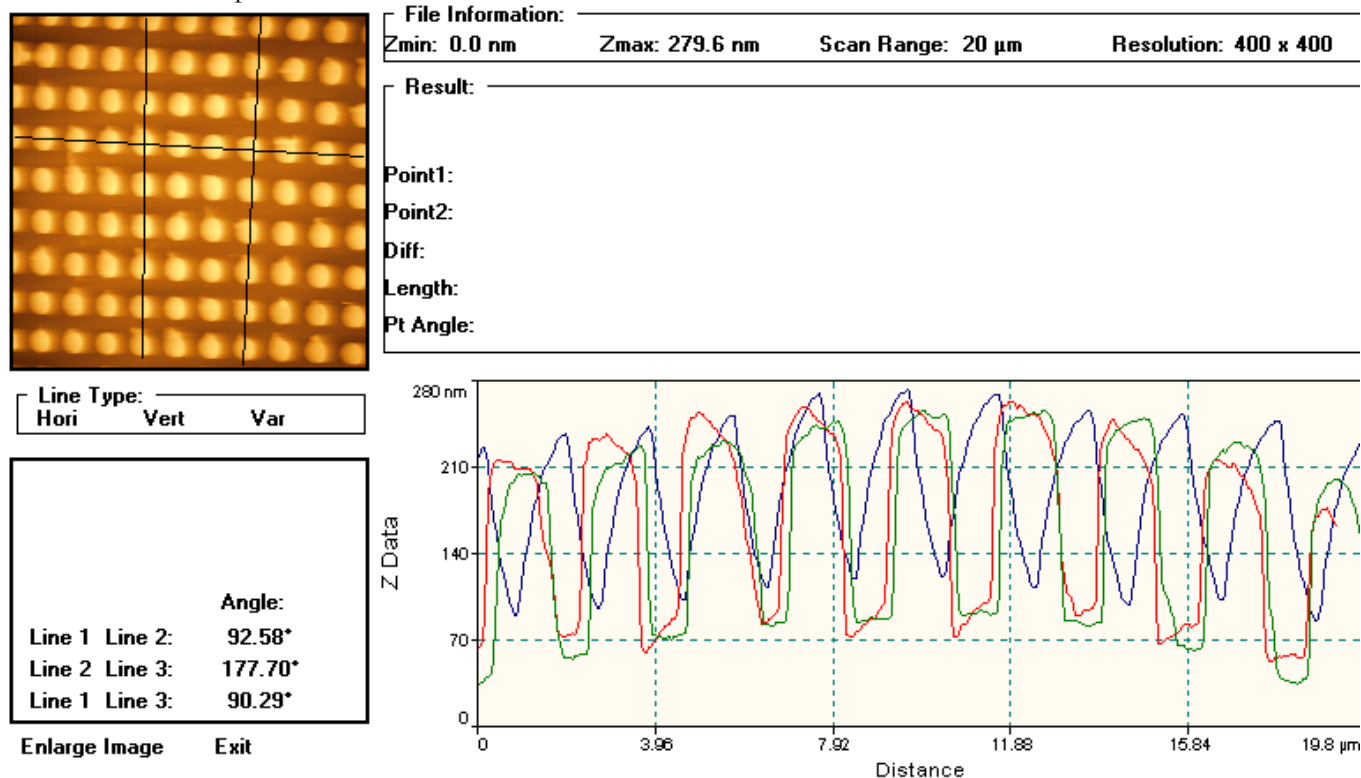 File Information:
Zmin: 0.0 nm Zmax: 279.6 nm Scan Range: 20 µm Resolution: 400 x 400
Result:
Point1:
Point2:
Diff:
Length:
Pt Angle:
Line Type:
Hori Vert Var
Angle:
Line 1 Line 2: 92.58°
Line 2 Line 3: 177.70°
Line 1 Line 3: 90.29°
Enlarge Image Exit
280 nm
210
140
70
0
Z Data
0 3.96 7.92 11.88 15.84 19.8 µm
Distance